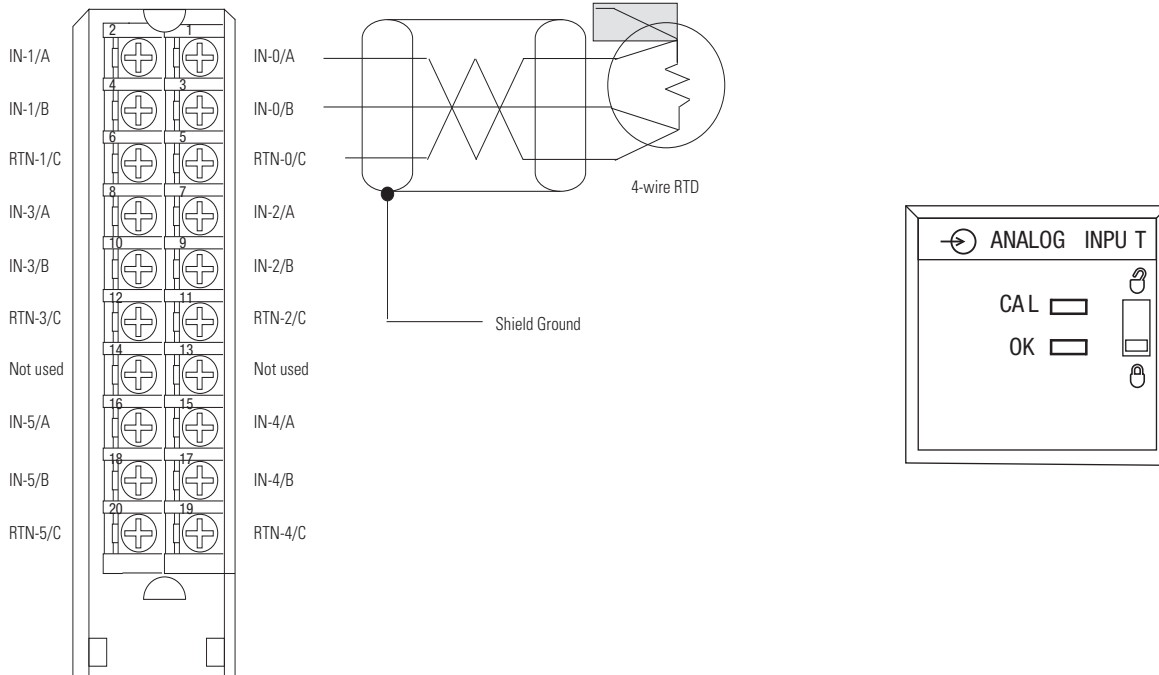 2 1
IN-1/A IN-0/A
4 3
IN-1/B IN-0/B
6 5
RTN-1/C RTN-0/C
8 7
IN-3/A IN-2/A
10 9
IN-3/B IN-2/B
12 11
RTN-3/C RTN-2/C
14 13
Not used Not used
16 15
IN-5/A IN-4/A
18 17
IN-5/B IN-4/B
20 19
RTN-5/C RTN-4/C
4-wire RTD
Shield Ground
ANALOG INPU T
CAL
OK